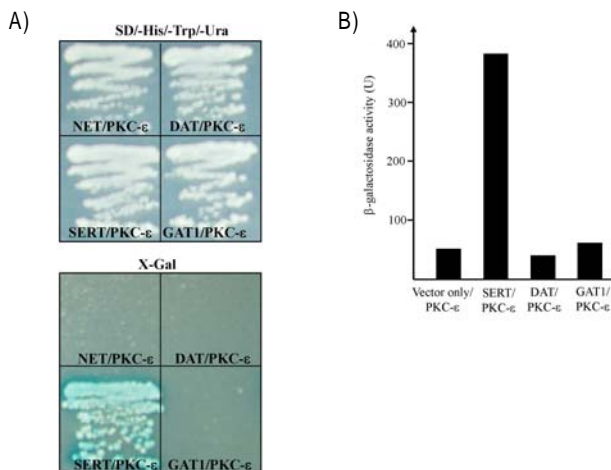 A)
SD/-His/-Trp/-Ura
NET/PKC-ε
DAT/PKC-ε
SERT/PKC-ε
GAT1/PKC-ε
X-Gal
NET/PKC-ε
DAT/PKC-ε
SERT/PKC-ε
GAT1/PKC-ε
B)
β-galactosidase activity (U)
400
300
200
100
Vector only/
PKC-ε
SERT/
PKC-ε
DAT/
PKC-ε
GAT1/
PKC-ε